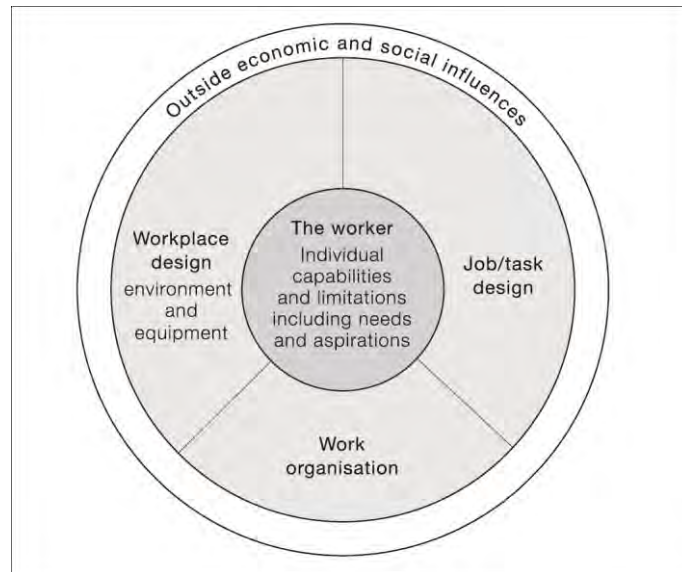 Outside economic and social influences
The worker
Individual
capabilities
and limitations
including needs
and aspirations
Workplace
design
environment
and
equipment
Job/task
design
Work
organisation